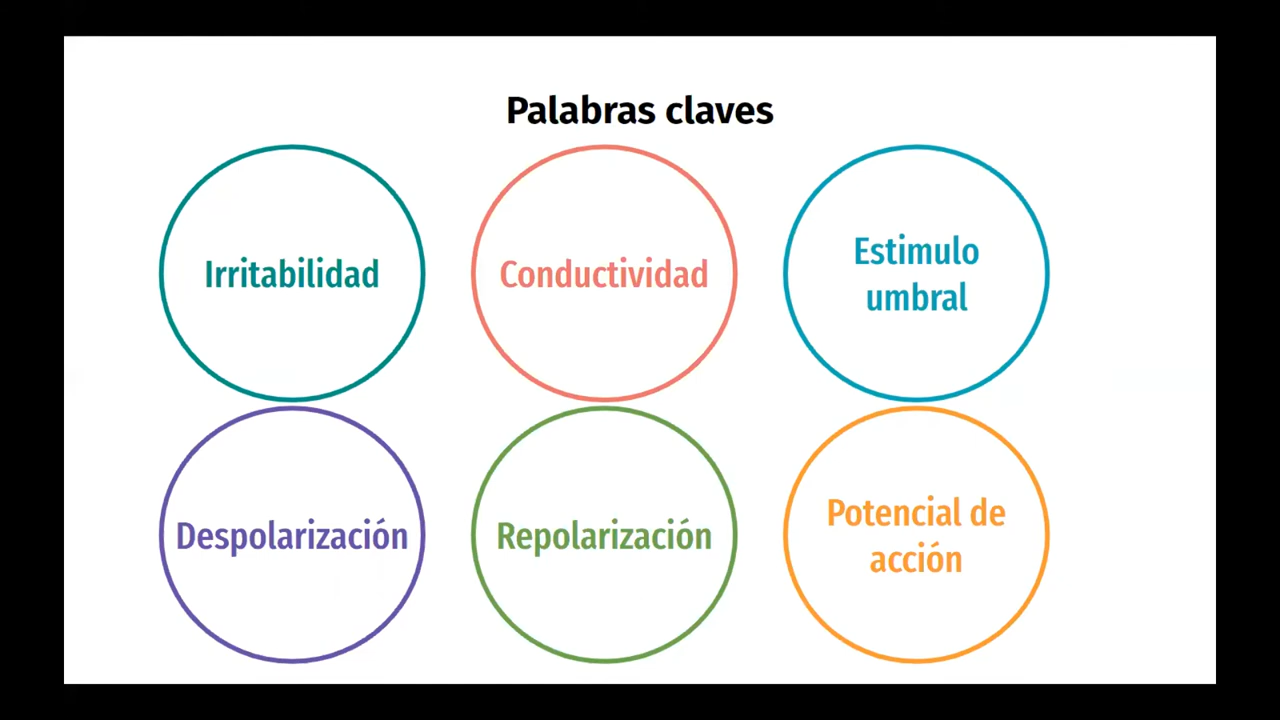 Palabras claves
Irritabilidad
Conductividad
Estimulo
umbral
Despolarización
Repolarización
Potencial de
acción